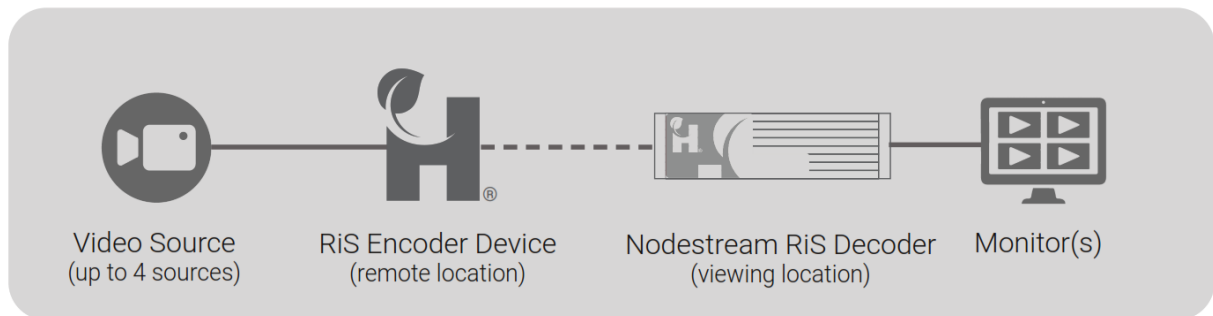 H
®
H
Video Source
(up to 4 sources)
RiS Encoder Device
(remote location)
Nodestream RiS Decoder
(viewing location)
Monitor(s)